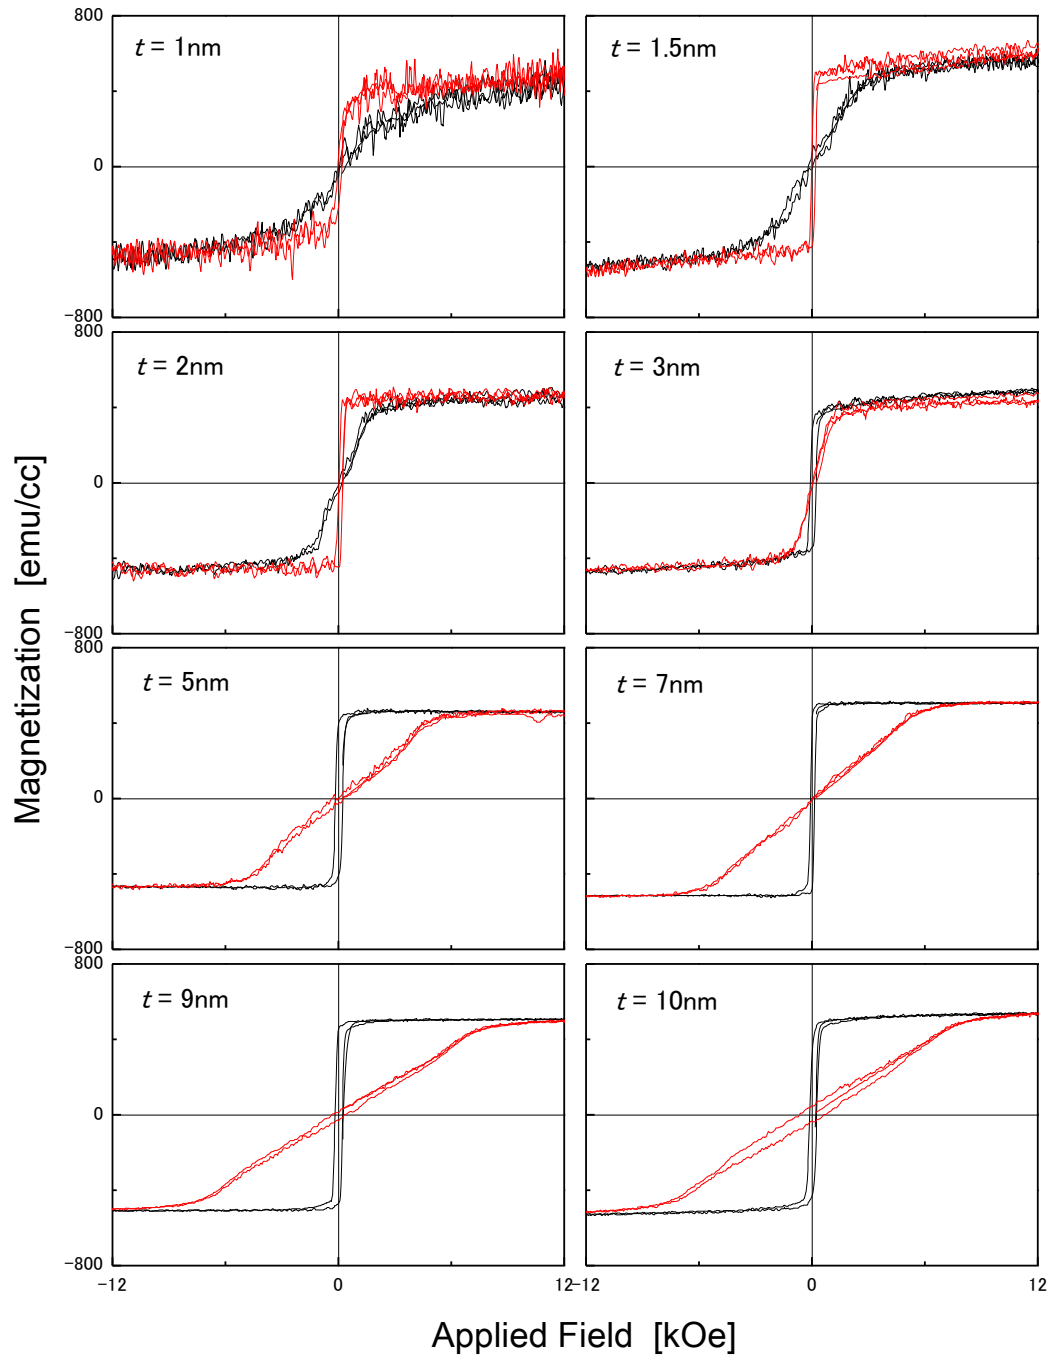 800
t = 1nm
t = 1.5nm
0
-800
800
t = 2nm
t = 3nm
0
-800
800
t = 5nm
t = 7nm
0
-800
800
t = 9nm
t = 10nm
0
-800
-12
0
12
-12
0
12
Magnetization [emu/cc]
Applied Field [kOe]